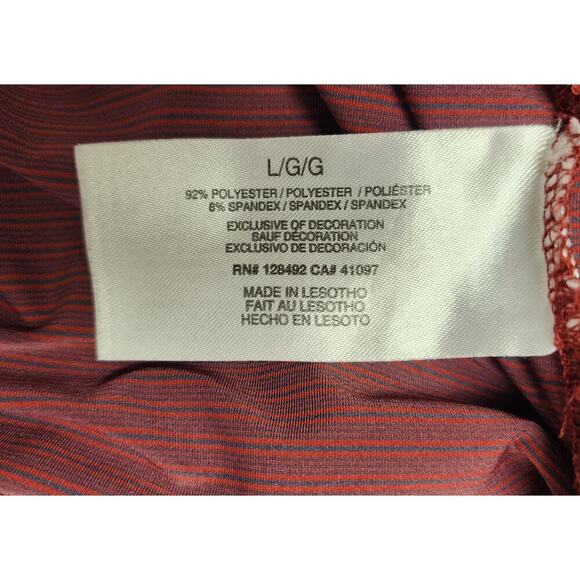 L/G/G
92% POLYESTER / POLYESTER / POLIÉSTER
8% SPANDEX / SPANDEX / SPANDEX
EXCLUSIVE OF DECORATION
SAUF DÉCORATION
EXCLUSIVO DE DECORACIÓN
RN# 128492 CA# 41097
MADE IN LESOTHO
FAIT AU LESOTHO
HECHO EN LESOTO